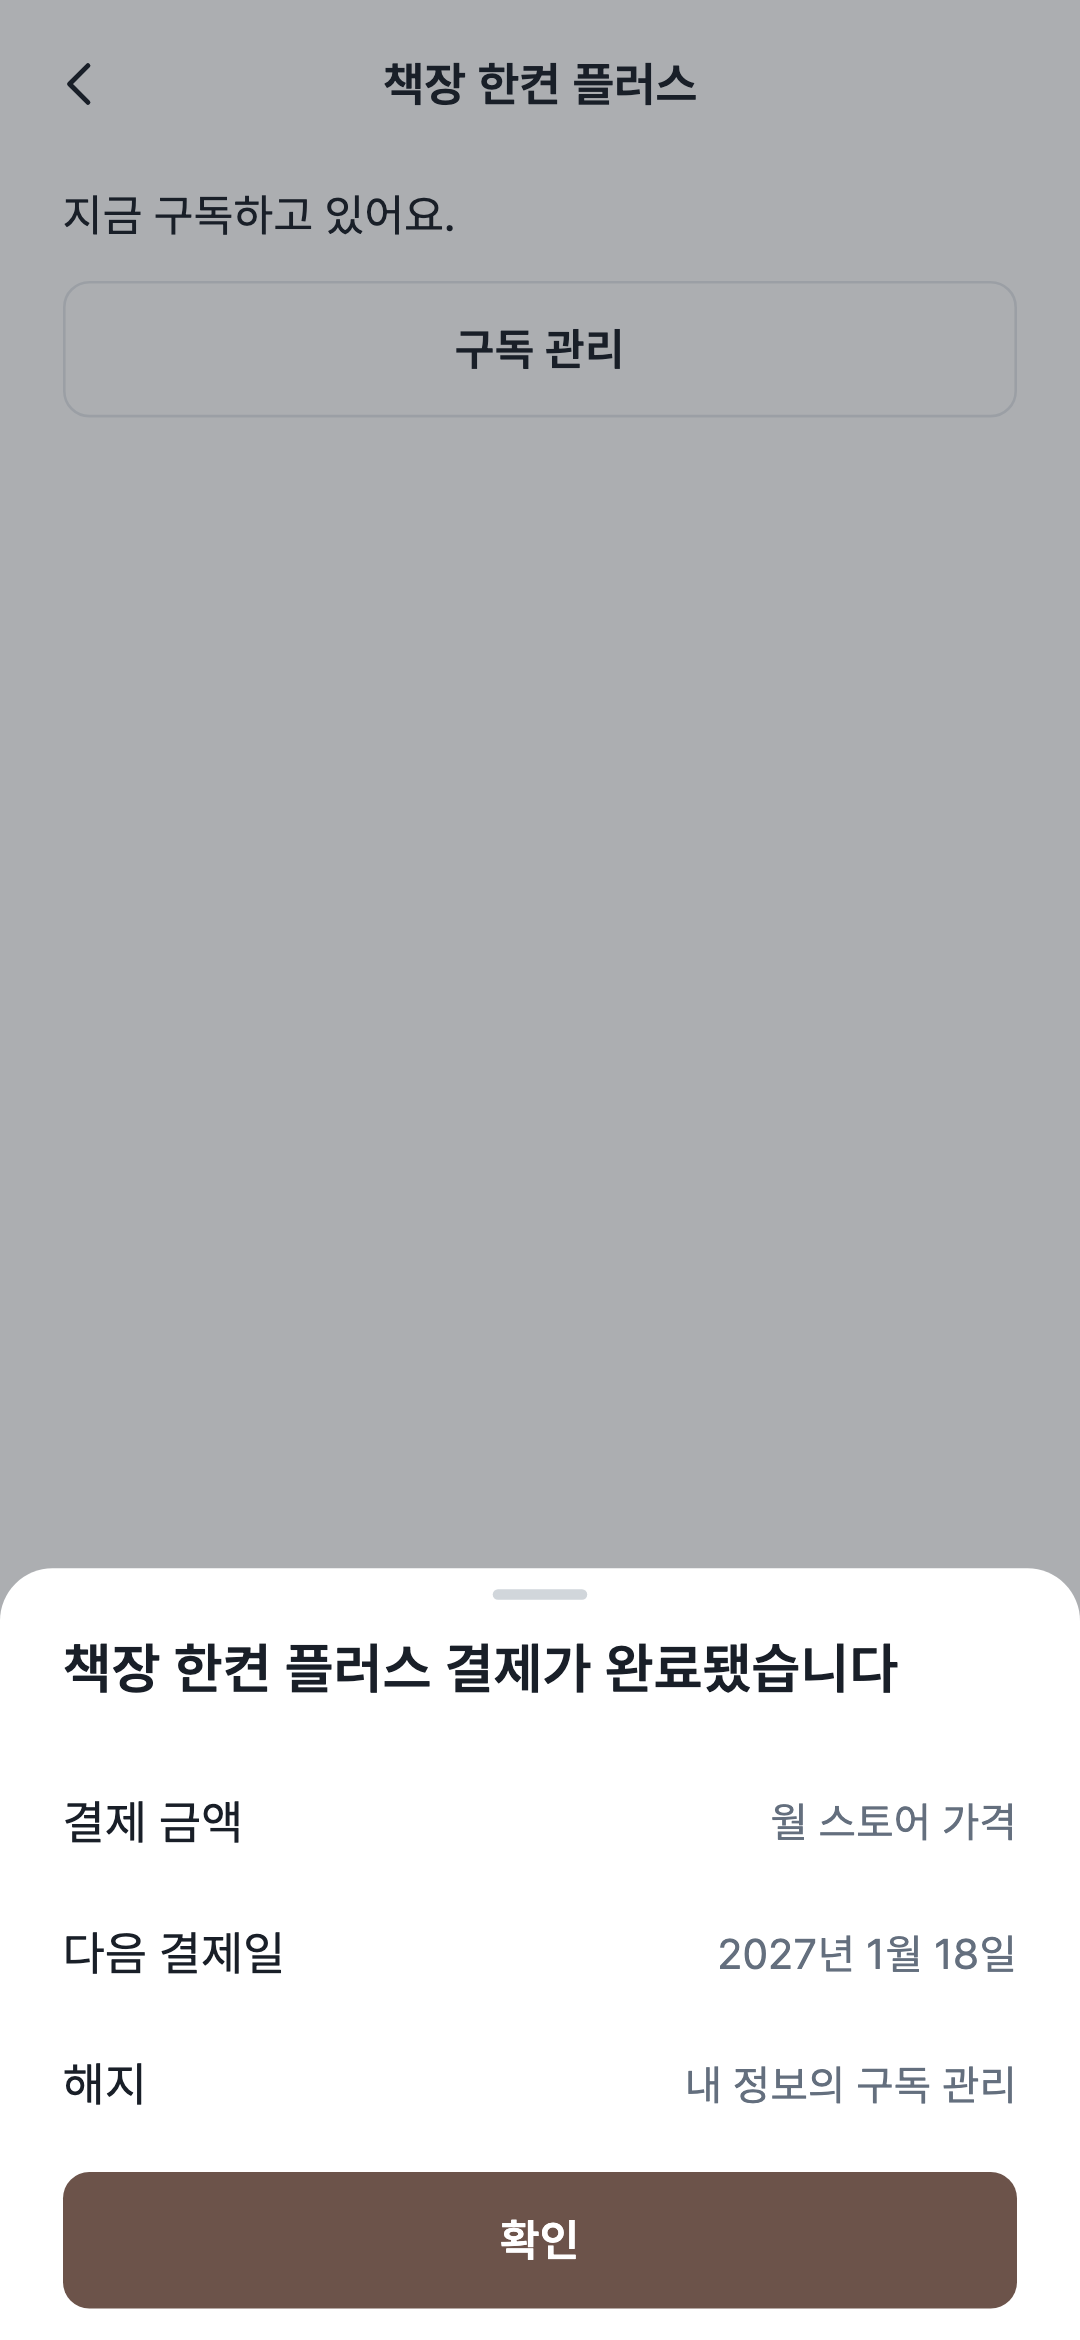 책장 한켠 플러스
지금 구독하고 있어요.
구독 관리
책장 한켠 플러스 결제가 완료됐습니다
결제 금액
월 스토어 가격
다음 결제일
2027년 1월 18일
해지
내 정보의 구독 관리
확인